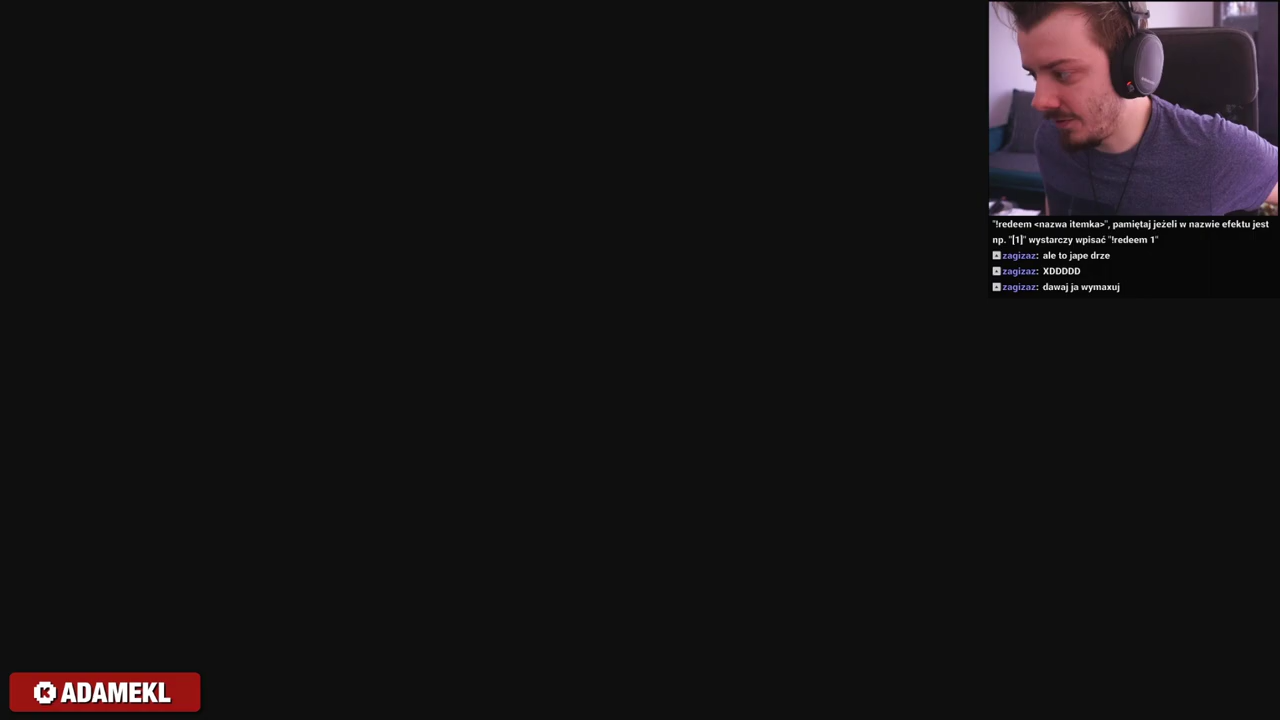 "!redeem <nazwa itemka>", pamiętaj jeżeli w nazwie efektu jest
np. "[1]" wystarczy wpisać "!redeem 1"
zagizaz: ale to jape drze
zagizaz: XDDDDD
zagizaz: dawaj ja wymaxuj
K ADAMEKL